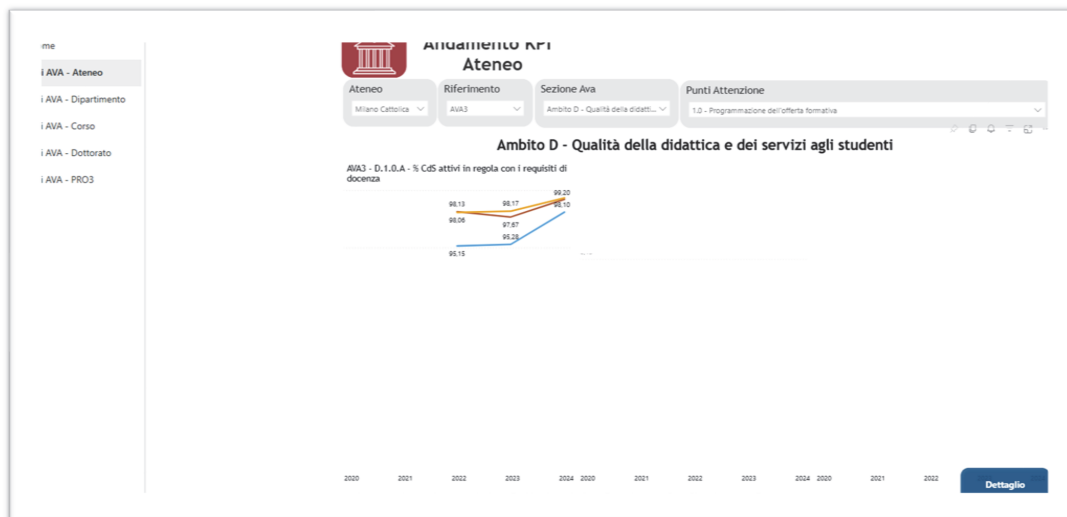 me
i AVA - Ateneo
i AVA - Dipartimento
i AVA - Corso
i AVA - Dottorato
i AVA - PRO3
Andamento KPI
Ateneo
Ateneo
Riferimento
Sezione Ava
Punti Attenzione
Milano Cattolica
AVA3
Ambito D - Qualità della didatti...
1.0 - Programmazione dell'offerta formativa
Ambito D - Qualità della didattica e dei servizi agli studenti
AVA3 - D.1.0.A - % CdS attivi in regola con i requisiti di
docenza
99,20
98,13
98,17
98,10
98,06
97,67
95,28
95,15
2020 2021 2022 2023 2024 2020 2021 2022 2023 2024 2020 2021 2022
Dettaglio